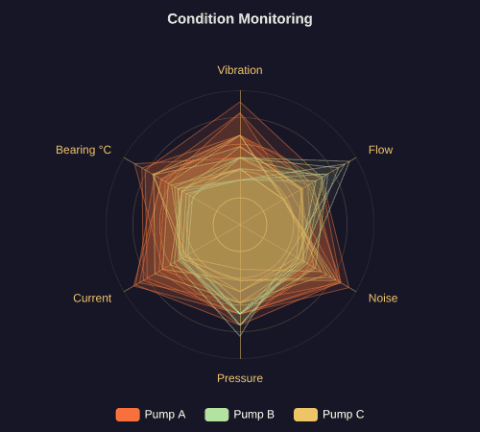 Condition Monitoring
Vibration
Bearing °C
Flow
Current
Noise
Pressure
Pump A
Pump B
Pump C